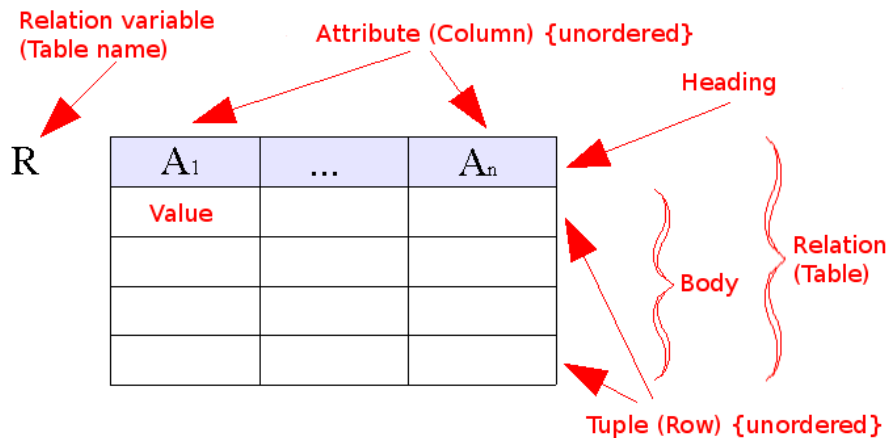 Relation variable
(Table name)
Attribute (Column) {unordered}
Heading
R
A1
...
An
Value
Relation
(Table)
Body
Tuple (Row) {unordered}